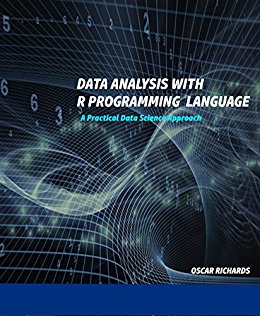 DATA ANALYSIS WITH
R PROGRAMMING LANGUAGE
A Practical Data Science Approach
OSCAR RICHARDS